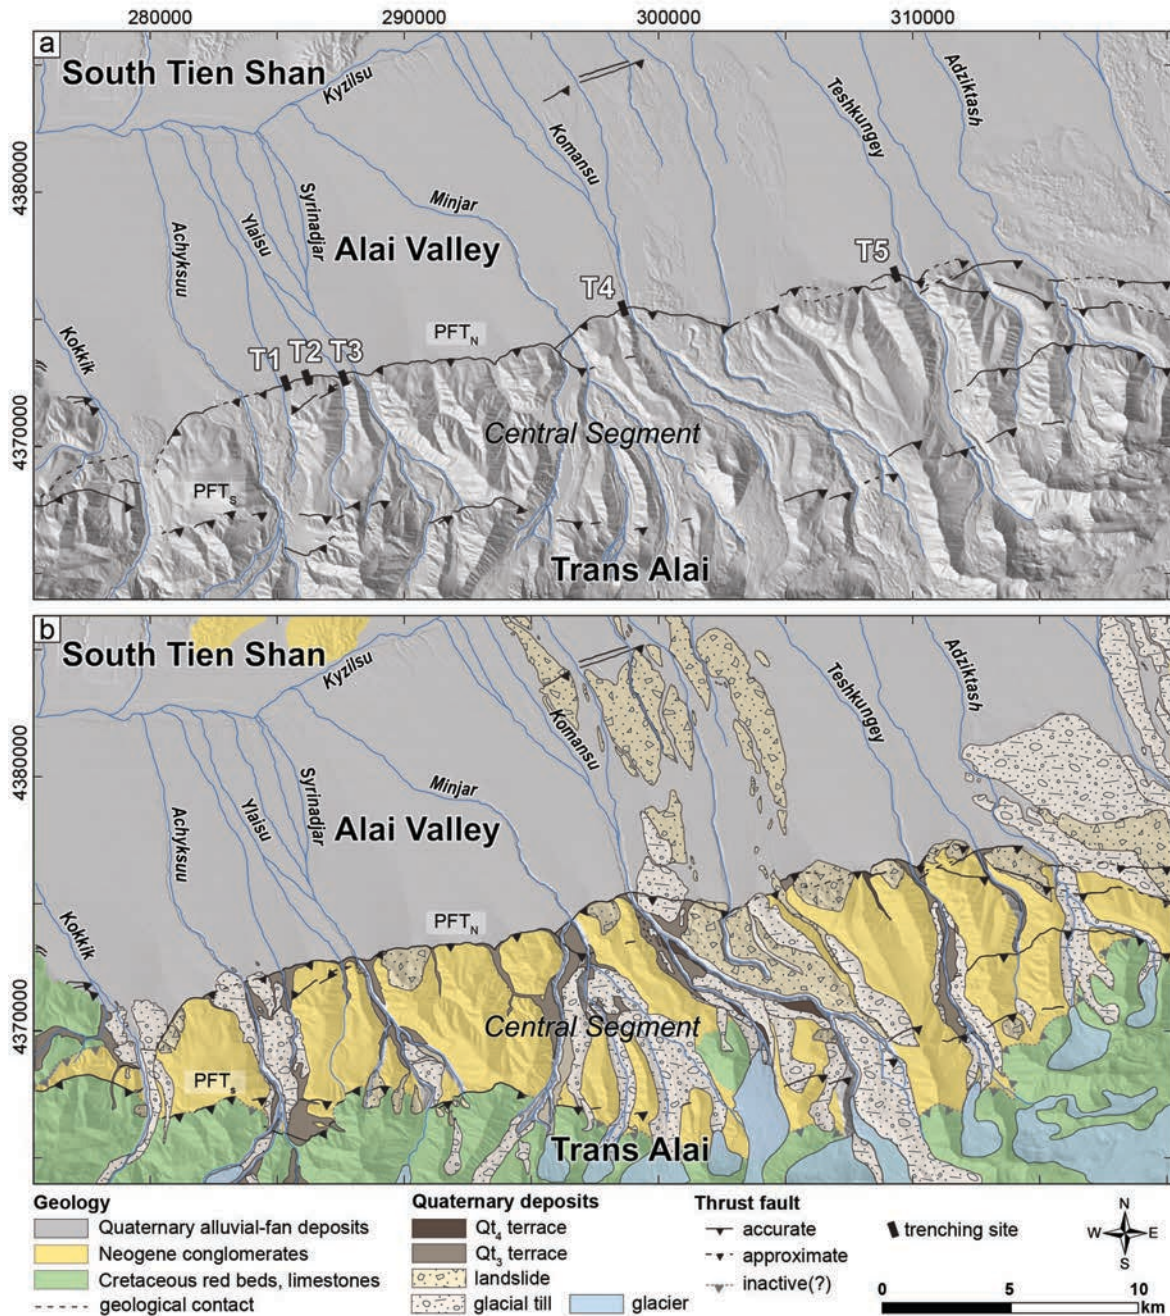 280000 290000 300000 310000
a
South Tien Shan
Kyzilsu
Komansu
Teshkungey
Adziktash
4380000
Achyksuu
Ylaisu
Syrinadjar
Minjar
Alai Valley
T5
T4
Kokkik
PFTN
T1 T2 T3
4370000
Central Segment
PFTS
Trans Alai
b
South Tien Shan
Kyzilsu
Komansu
Teshkungey
Adziktash
4380000
Achyksuu
Ylaisu
Syrinadjar
Minjar
Alai Valley
Kokkik
PFTN
4370000
Central Segment
PFTs
Trans Alai
Geology
Quaternary alluvial-fan deposits
Neogene conglomerates
Cretaceous red beds, limestones
geological contact
Quaternary deposits
Qt4 terrace
Qt3 terrace
landslide
glacial till
glacier
Thrust fault
accurate
approximate
inactive(?)
trenching site
N
W E
S
0 5 10
km